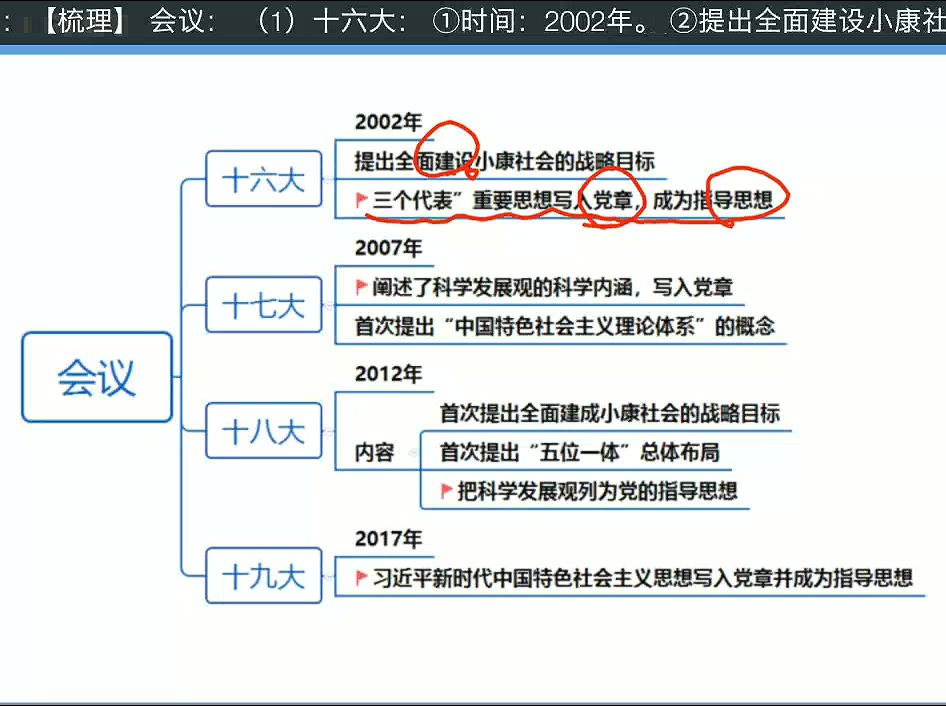 ：【梳理】 会议：（1）十六大：①时间：2002年。②提出全面建设小康社
会议
十六大
2002年
提出全面建设小康社会的战略目标
三个代表”重要思想写入党章，成为指导思想
十七大
2007年
阐述了科学发展观的科学内涵，写入党章
首次提出“中国特色社会主义理论体系”的概念
十八大
2012年
内容
首次提出全面建成小康社会的战略目标
首次提出“五位一体”总体布局
把科学发展观列为党的指导思想
十九大
2017年
习近平新时代中国特色社会主义思想写入党章并成为指导思想